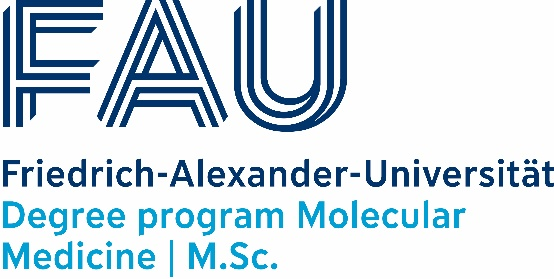 FAU
Friedrich-Alexander-Universität
Degree program Molecular
Medicine | M.Sc.